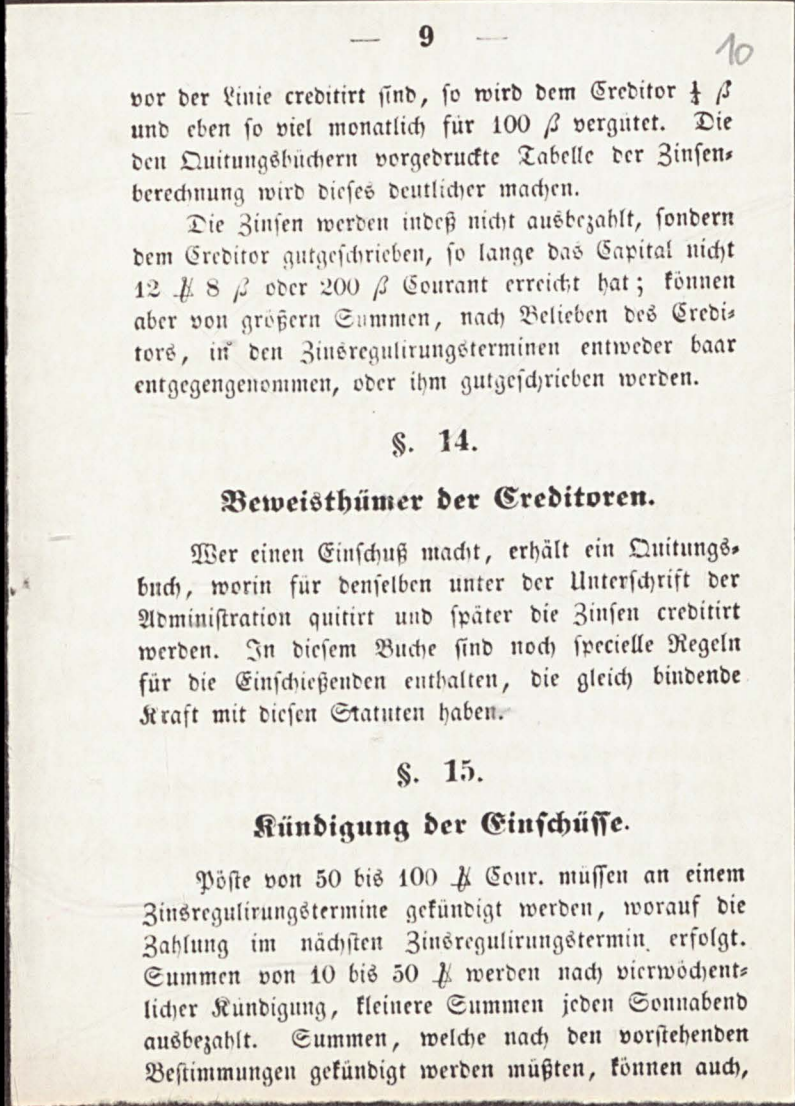 — 9 —
10
vor der Linie creditirt sind, so wird dem Creditor ¼ ß
und eben so viel monatlich für 100 ß vergütet. Die
den Quitungsbüchern vorgedruckte Tabelle der Zinsen-
berechnung wird dieses deutlicher machen.
Die Zinsen werden indeß nicht ausbezahlt, sondern
dem Creditor gutgeschrieben, so lange das Capital nicht
12 ₰ 8 ß oder 200 ß Courant erreicht hat; können
aber von größern Summen, nach Belieben des Credi-
tors, in den Zinsregulirungsterminen entweder baar
entgegengenommen, oder ihm gutgeschrieben werden.
§. 14.
Beweisthümer der Creditoren.
Wer einen Einschuß macht, erhält ein Quitungs-
buch, worin für denselben unter der Unterschrift der
Administration quitirt und später die Zinsen creditirt
werden. In diesem Buche sind noch specielle Regeln
für die Einschießenden enthalten, die gleich bindende
Kraft mit diesen Statuten haben.
§. 15.
Kündigung der Einschüsse.
Pöste von 50 bis 100 ₰ Cour. müssen an einem
Zinsregulirungstermine gekündigt werden, worauf die
Zahlung im nächsten Zinsregulirungstermin erfolgt.
Summen von 10 bis 50 ₰ werden nach vierwöchent-
licher Kündigung, kleinere Summen jeden Sonnabend
ausbezahlt. Summen, welche nach den vorstehenden
Bestimmungen gekündigt werden müßten, können auch,